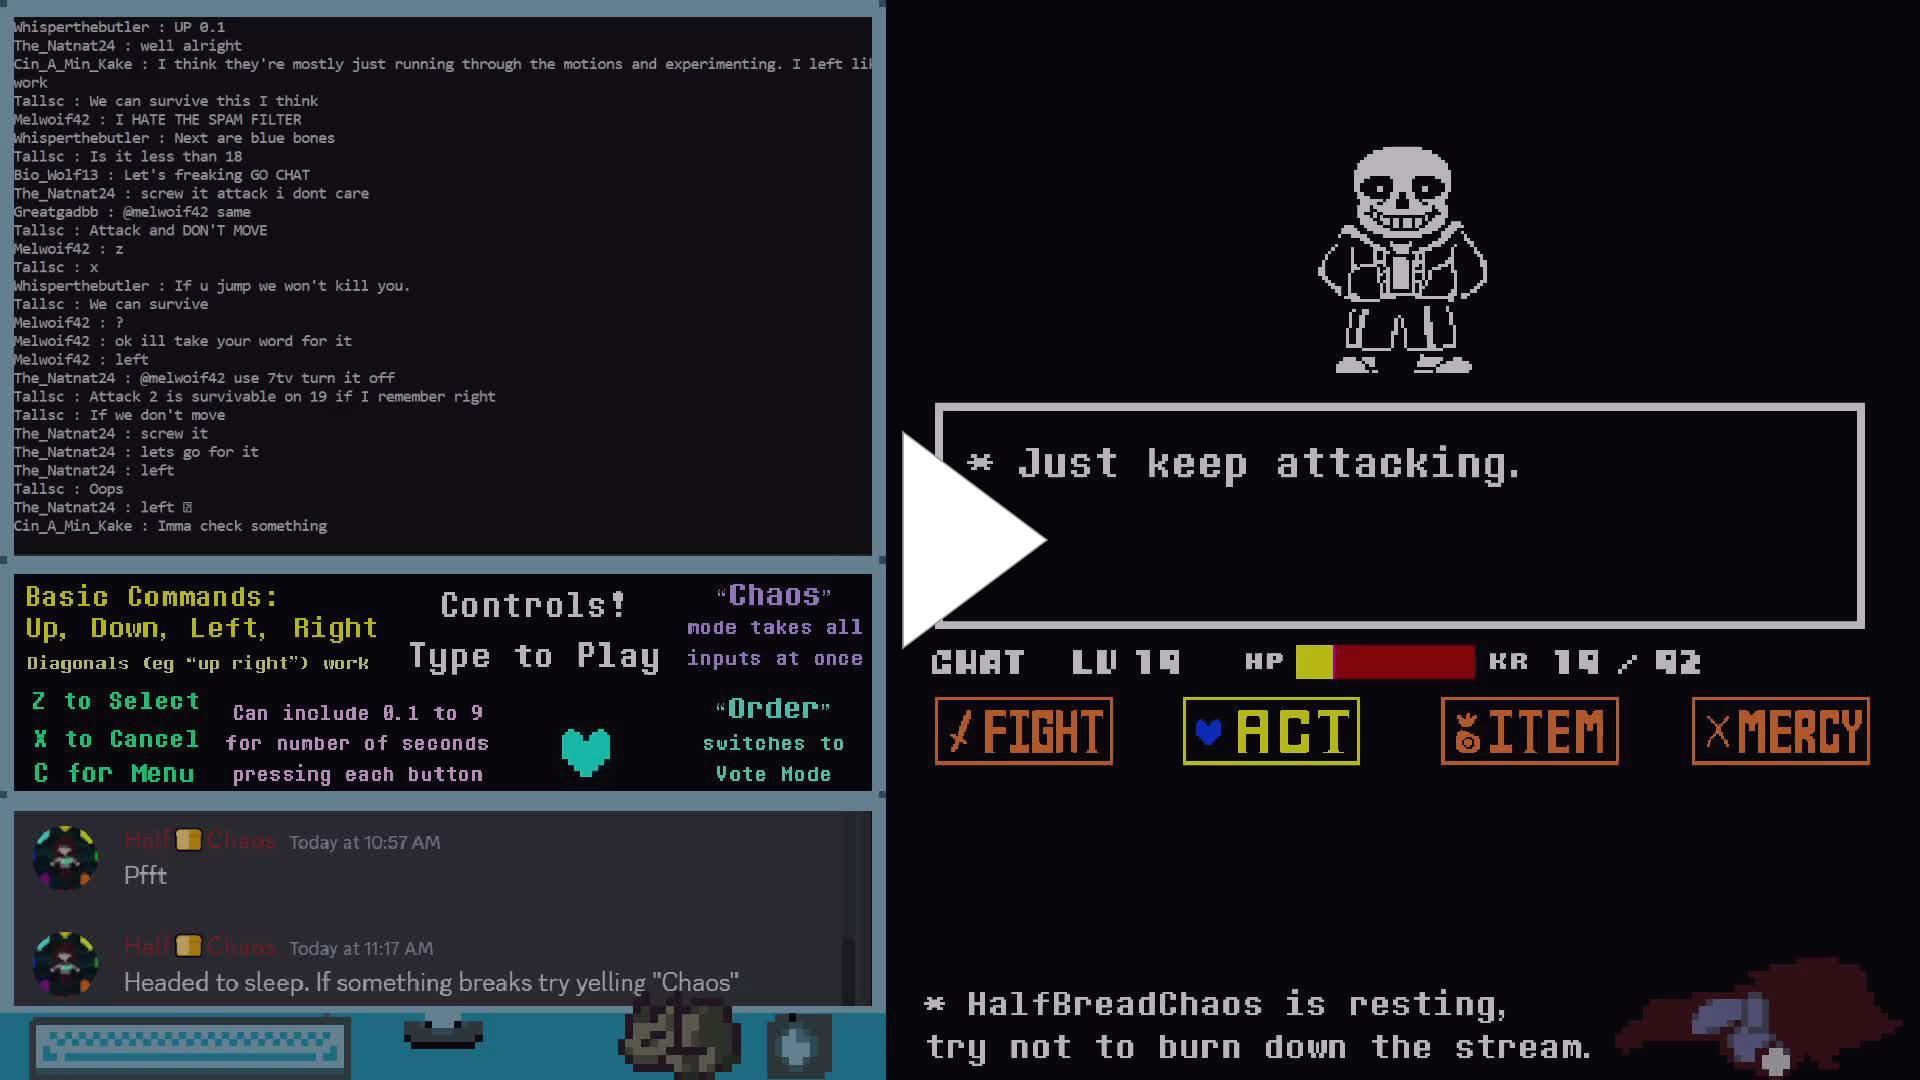 Whisperthebutler : UP 0.1
The_Natnat24 : well alright
Cin_A_Min_Kake : I think they're mostly just running through the motions and experimenting. I left li
work
Tallsc : We can survive this I think
Melwoif42 : I HATE THE SPAM FILTER
Whisperthebutler : Next are blue bones
Tallsc : Is it less than 18
Bio_Wolf13 : Let's freaking GO CHAT
The_Natnat24 : screw it attack i dont care
Greatgadbb : @melwoif42 same
Tallsc : Attack and DON'T MOVE
Melwoif42 : z
Tallsc : x
Whisperthebutler : If u jump we won't kill you.
Tallsc : We can survive
Melwoif42 : ?
Melwoif42 : ok ill take your word for it
Melwoif42 : left
The_Natnat24 : @melwoif42 use 7tv turn it off
Tallsc : Attack 2 is survivable on 19 if I remember right
Tallsc : If we don't move
The_Natnat24 : screw it
The_Natnat24 : lets go for it
The_Natnat24 : left
Tallsc : Oops
The_Natnat24 : left
Cin_A_Min_Kake : Imma check something
Basic Commands:
Up, Down, Left, Right
Diagonals (eg “up right”) work
Z to Select
X to Cancel
C for Menu
Can include 0.1 to 9
for number of seconds
pressing each button
Controls!
Type to Play
“Chaos”
mode takes all
inputs at once
“Order”
switches to
Vote Mode
Half Chaos Today at 10:57 AM
Pfft
Half Chaos Today at 11:17 AM
Headed to sleep. If something breaks try yelling "Chaos"
* Just keep attacking.
CHAT LV 19 HP KR 19 / 92
FIGHT ACT ITEM MERCY
* HalfBreadChaos is resting,
try not to burn down the stream.